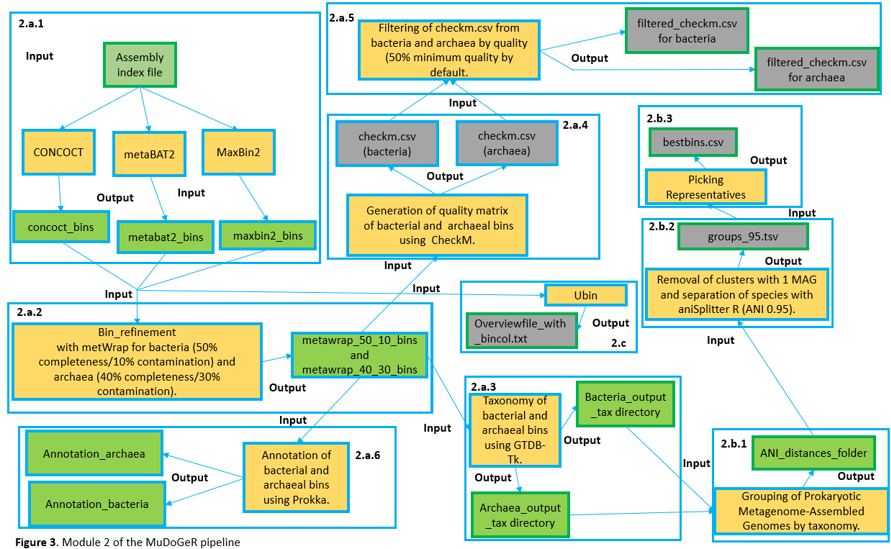 2.a.1
Input
Assembly
index file
CONCOCT
metaBAT2
MaxBin2
Output
Input
concoct_bins
metabat2_bins
maxbin2_bins
2.a.5
Filtering of checkm.csv from
bacteria and archaea by quality
(50% minimum quality by
default.
Output
filtered_checkm.csv
for bacteria
filtered_checkm.csv
for archaea
Input
2.a.4
checkm.csv
(bacteria)
checkm.csv
(archaea)
Output
Generation of quality matrix
of bacterial and archaeal bins
using CheckM.
Input
2.b.3
bestbins.csv
Output
Picking
Representatives
Input
2.b.2
groups_95.tsv
Output
Removal of clusters with 1 MAG
and separation of species with
aniSplitter R (ANI 0.95).
Input
Input
Input
Ubin
Output
Overviewfile_with
_bincol.txt
2.c
2.a.2
Bin_refinement
with metWrap for bacteria (50%
completeness/10% contamination) and
archaea (40% completeness/30%
contamination).
Output
metawrap_50_10_bins
and
metawrap_40_30_bins
Input
Input
2.a.3
Taxonomy of
bacterial and
archaeal bins
using GTDB-
Tk.
Output
Bacteria_output
_tax directory
Output
Archaea_output
_tax directory
Input
2.b.1
ANI_distances_folder
Output
Grouping of Prokaryotic
Metagenome-Assembled
Genomes by taxonomy.
2.a.6
Annotation_archaea
Output
Annotation_bacteria
Annotation of
bacterial and
archaeal bins
using Prokka.
Figure 3. Module 2 of the MuDoGeR pipeline